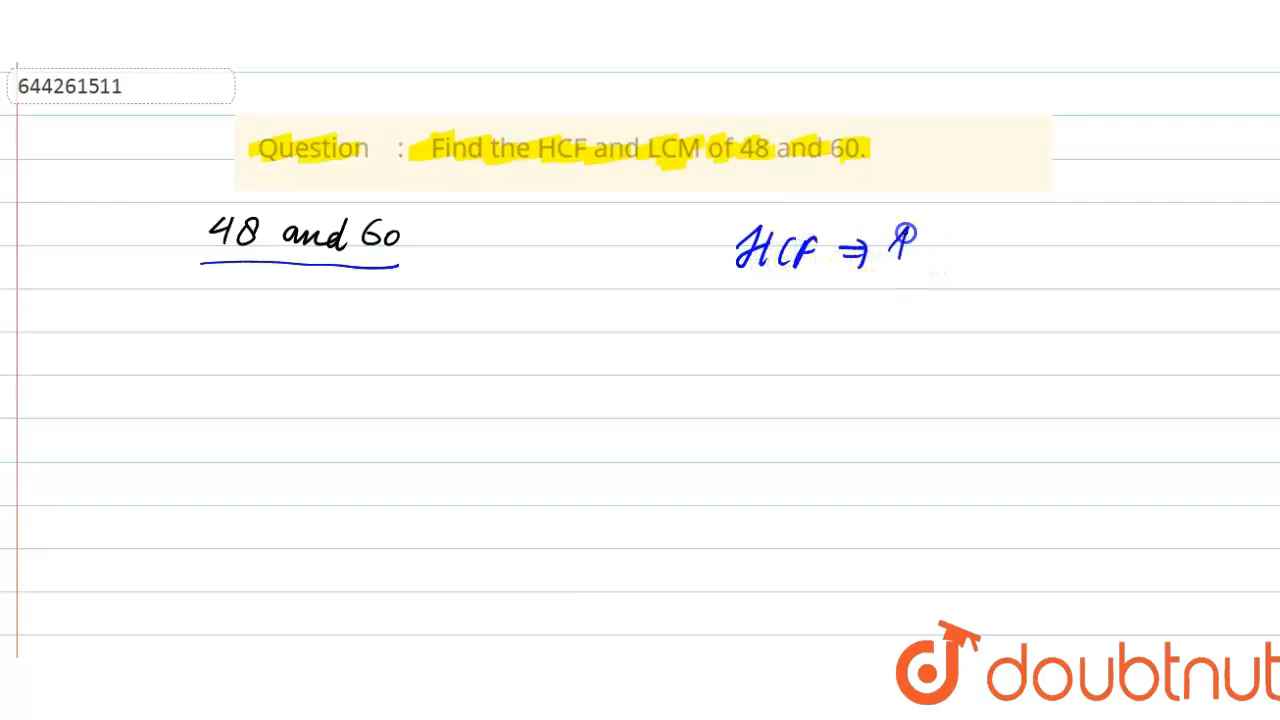 644261511
Question : Find the HCF and LCM of 48 and 60.
48 and 60
HCF ⇒
doubtnut